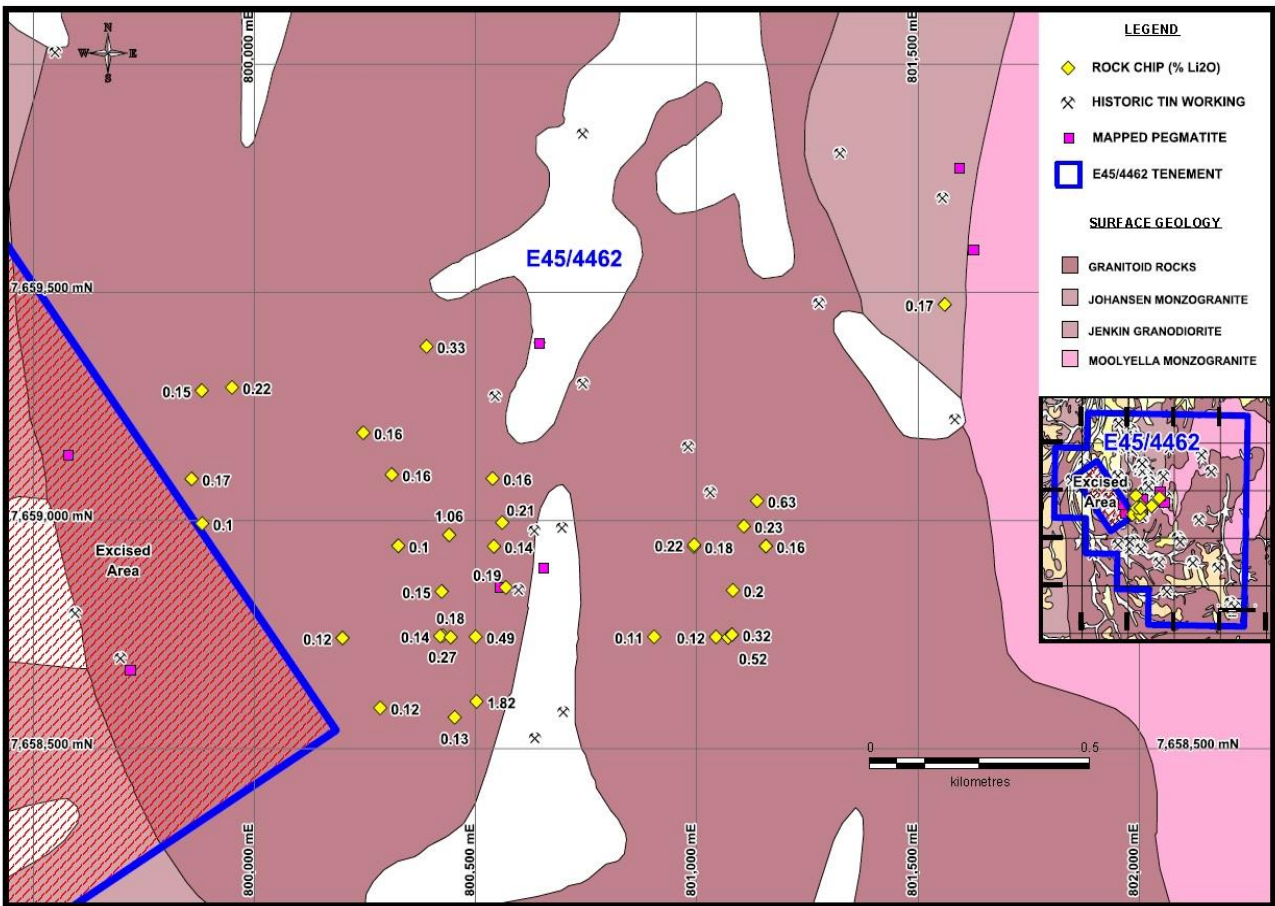 N
W E
S
800,000 mE
801,500 mE
LEGEND
ROCK CHIP (% Li2O)
HISTORIC TIN WORKING
MAPPED PEGMATITE
E45/4462 TENEMENT
SURFACE GEOLOGY
GRANITOID ROCKS
JOHANSEN MONZOGRANITE
JENKIN GRANODIORITE
MOOLYELLA MONZOGRANITE
E45/4462
7,659,500 mN
0.17
0.33
0.15
0.22
0.16
0.17
0.16
0.16
0.63
0.21
7,659,000 mN
0.1
1.06
0.23
0.1
0.14
0.22
0.18
0.16
Excised
Area
0.19
0.15
0.2
0.18
0.12
0.14
0.49
0.11
0.12
0.32
0.27
0.52
0.12
1.82
0.13
7,658,500 mN
7,658,500 mN
0
0.5
kilometres
800,000 mE
800,500 mE
801,000 mE
801,500 mE
802,000 mE
E45/4462
Excised
Area